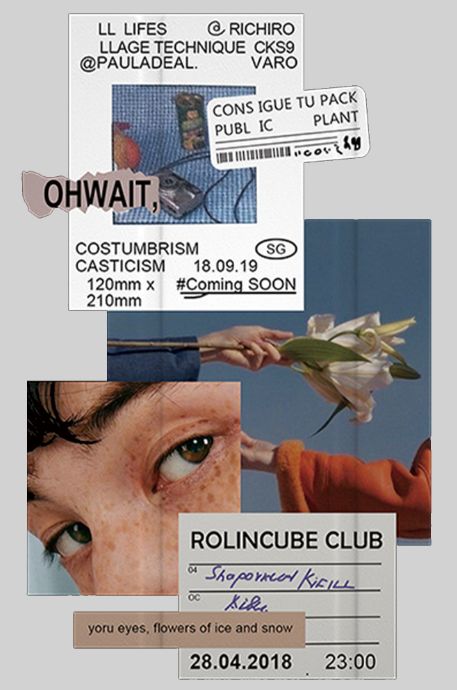 LL LIFES @RICHIRO
LLAGE TECHNIQUE CKS9
@PAULADEAL. VARO
CONS IGUE TU PACK
PUBL IC PLANT
OHWAIT,
COSTUMBRISM SG
CASTICISM 18.09.19
120mm x #Coming SOON
210mm
ROLINCUBE CLUB
04
OC
yoru eyes, flowers of ice and snow
28.04.2018 23:00